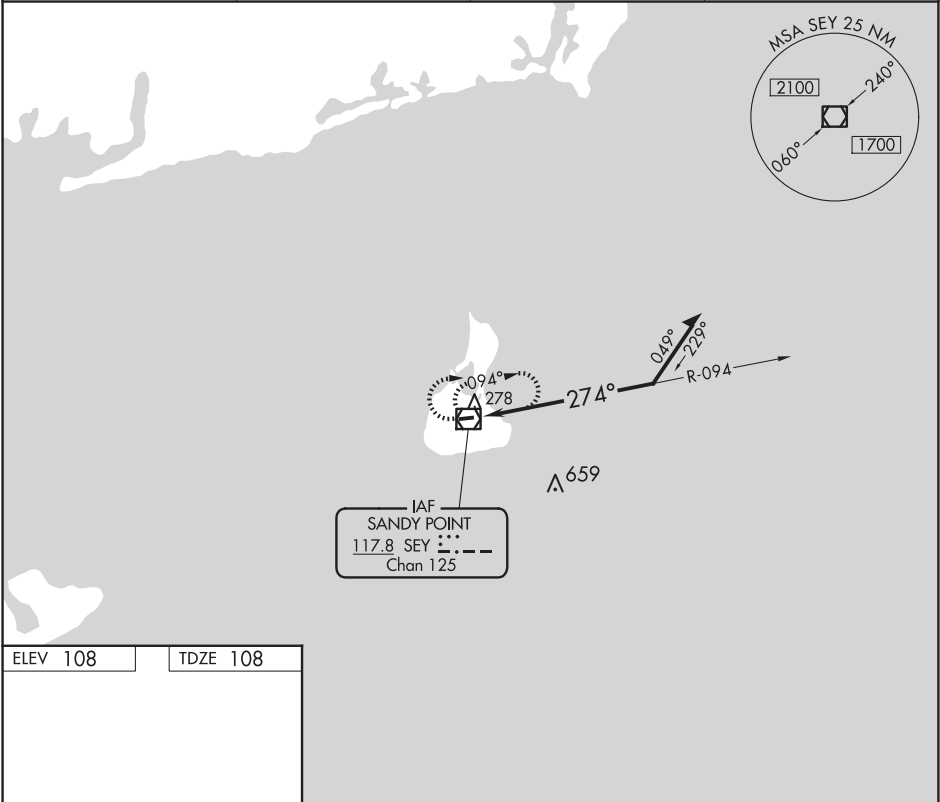 MSA SEY 25 NM
2100
240°
060°
1700
049°
229°
R-094
094°
274°
278
659
IAF
SANDY POINT
117.8 SEY
Chan 125
ELEV 108
TDZE 108